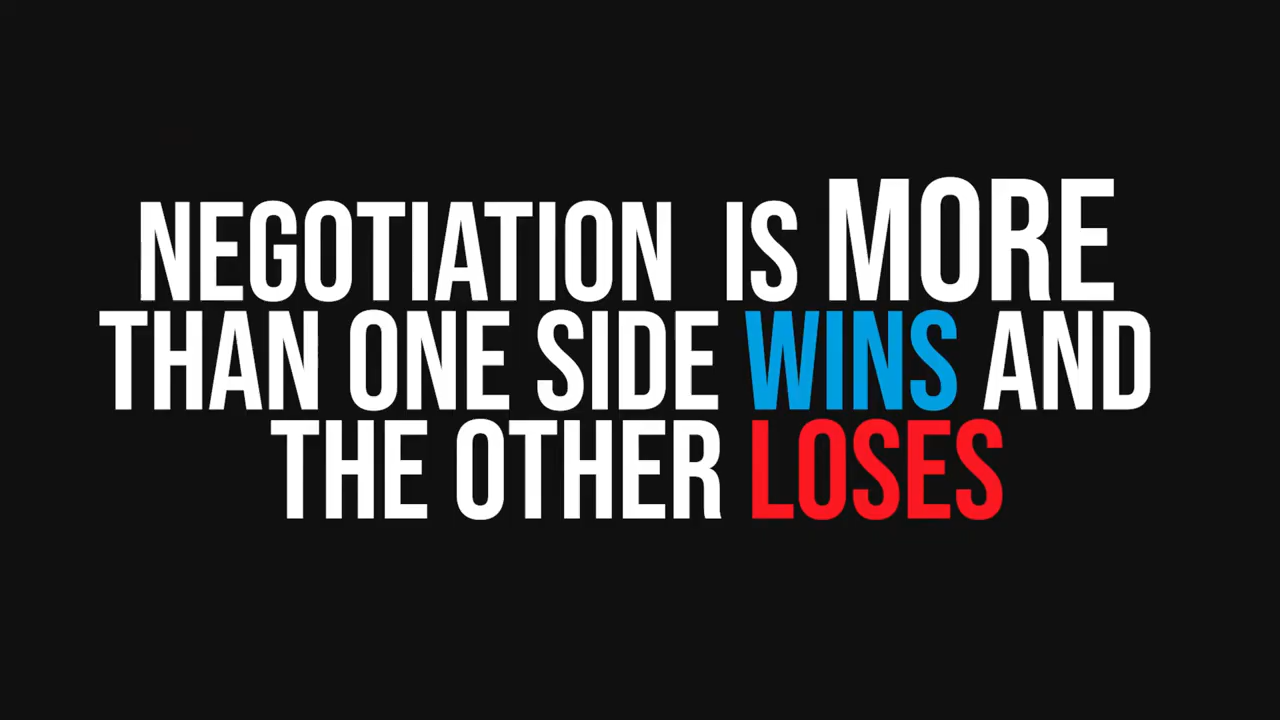 NEGOTIATION IS MORE
THAN ONE SIDE WINS AND
THE OTHER LOSES